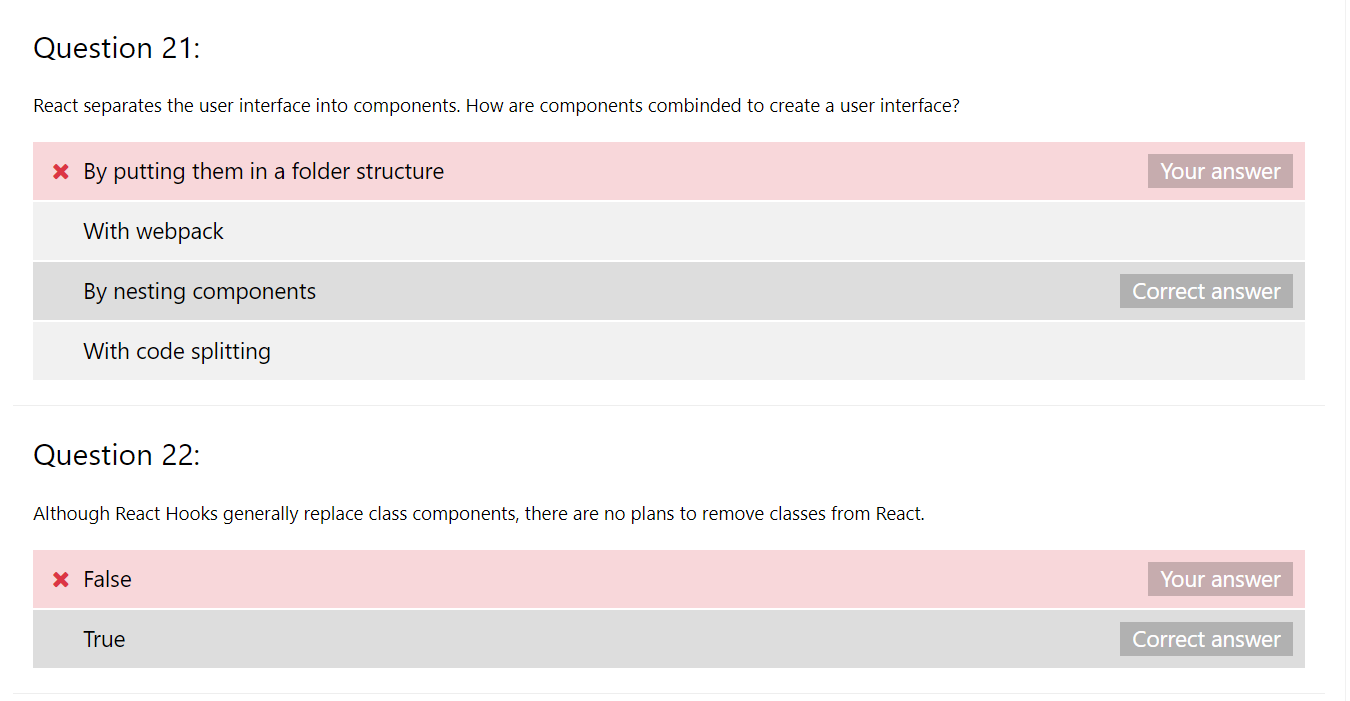 Question 21:
React separates the user interface into components. How are components combinded to create a user interface?
By putting them in a folder structure Your answer
With webpack
By nesting components Correct answer
With code splitting
Question 22:
Although React Hooks generally replace class components, there are no plans to remove classes from React.
False Your answer
True Correct answer